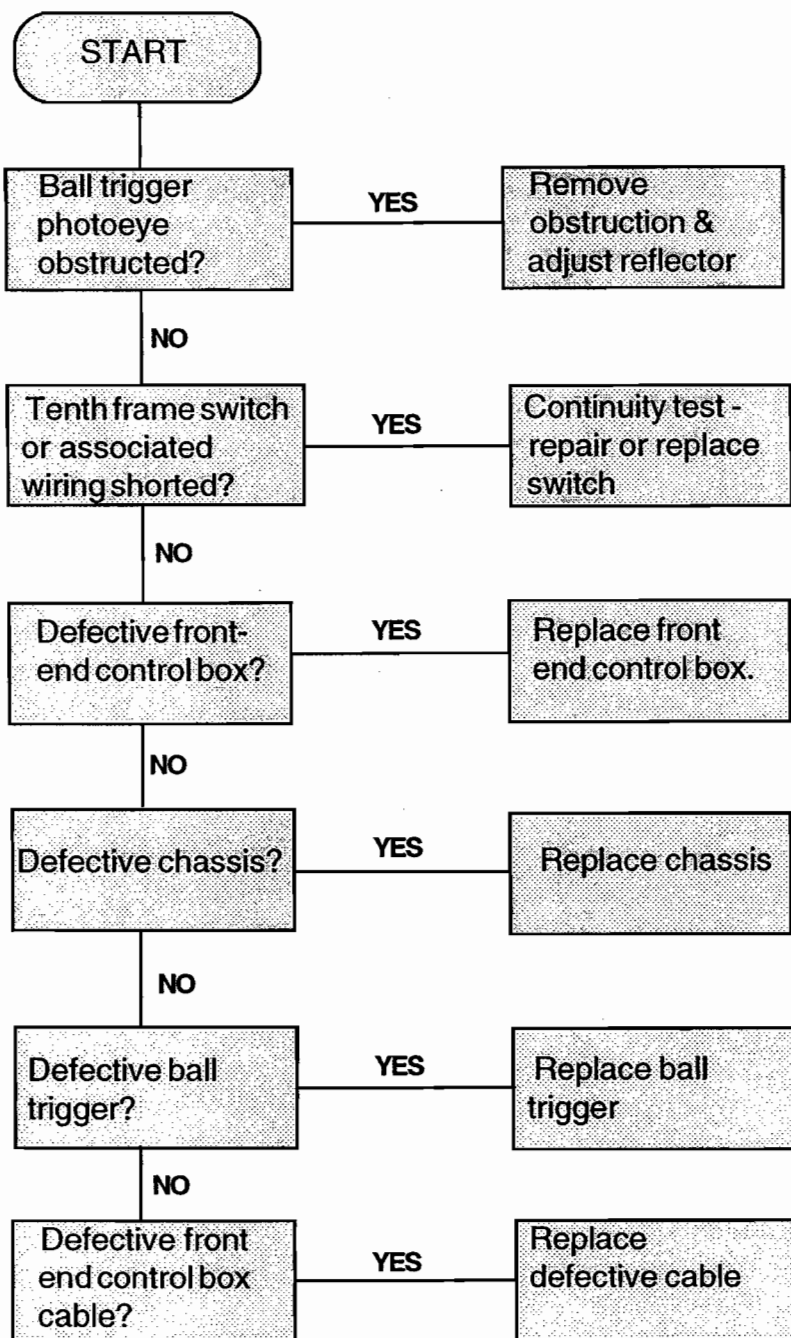 START
Ball trigger
photoeye
obstructed?
YES
Remove
obstruction &
adjust reflector
NO
Tenth frame switch
or associated
wiring shorted?
YES
Continuity test -
repair or replace
switch
NO
Defective front-
end control box?
YES
Replace front
end control box.
NO
Defective chassis?
YES
Replace chassis
NO
Defective ball
trigger?
YES
Replace ball
trigger
NO
Defective front
end control box
cable?
YES
Replace
defective cable